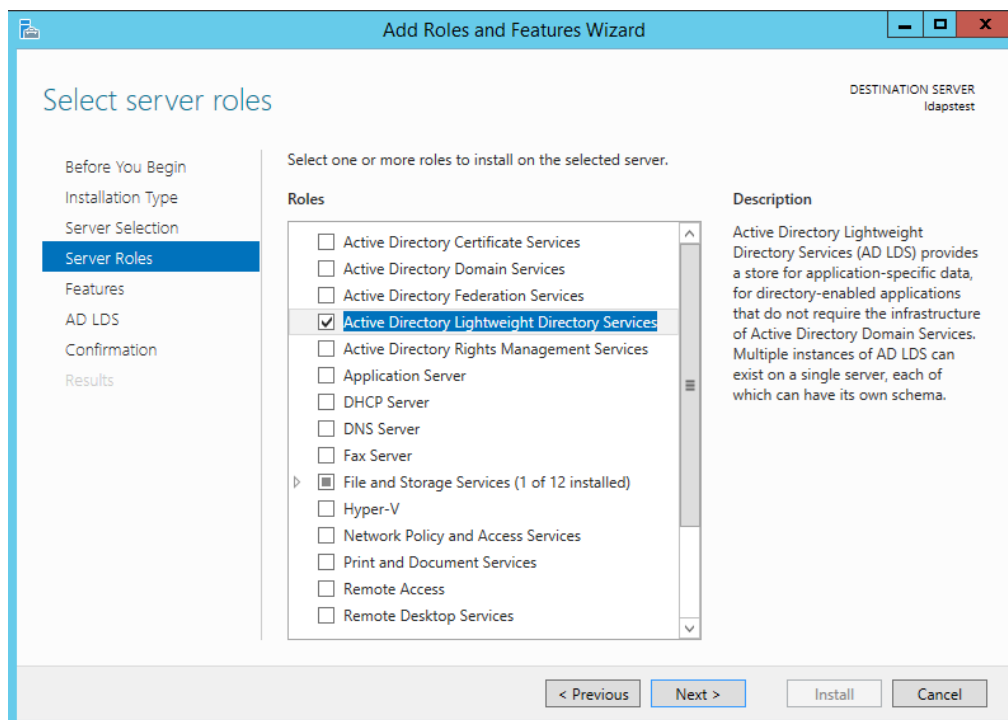 Add Roles and Features Wizard
Select server roles
DESTINATION SERVER
ldapstest
Before You Begin
Installation Type
Server Selection
Server Roles
Features
AD LDS
Confirmation
Results
Select one or more roles to install on the selected server.
Roles
Active Directory Certificate Services
Active Directory Domain Services
Active Directory Federation Services
Active Directory Lightweight Directory Services
Active Directory Rights Management Services
Application Server
DHCP Server
DNS Server
Fax Server
File and Storage Services (1 of 12 installed)
Hyper-V
Network Policy and Access Services
Print and Document Services
Remote Access
Remote Desktop Services
Description
Active Directory Lightweight
Directory Services (AD LDS) provides
a store for application-specific data,
for directory-enabled applications
that do not require the infrastructure
of Active Directory Domain Services.
Multiple instances of AD LDS can
exist on a single server, each of
which can have its own schema.
< Previous
Next >
Install
Cancel